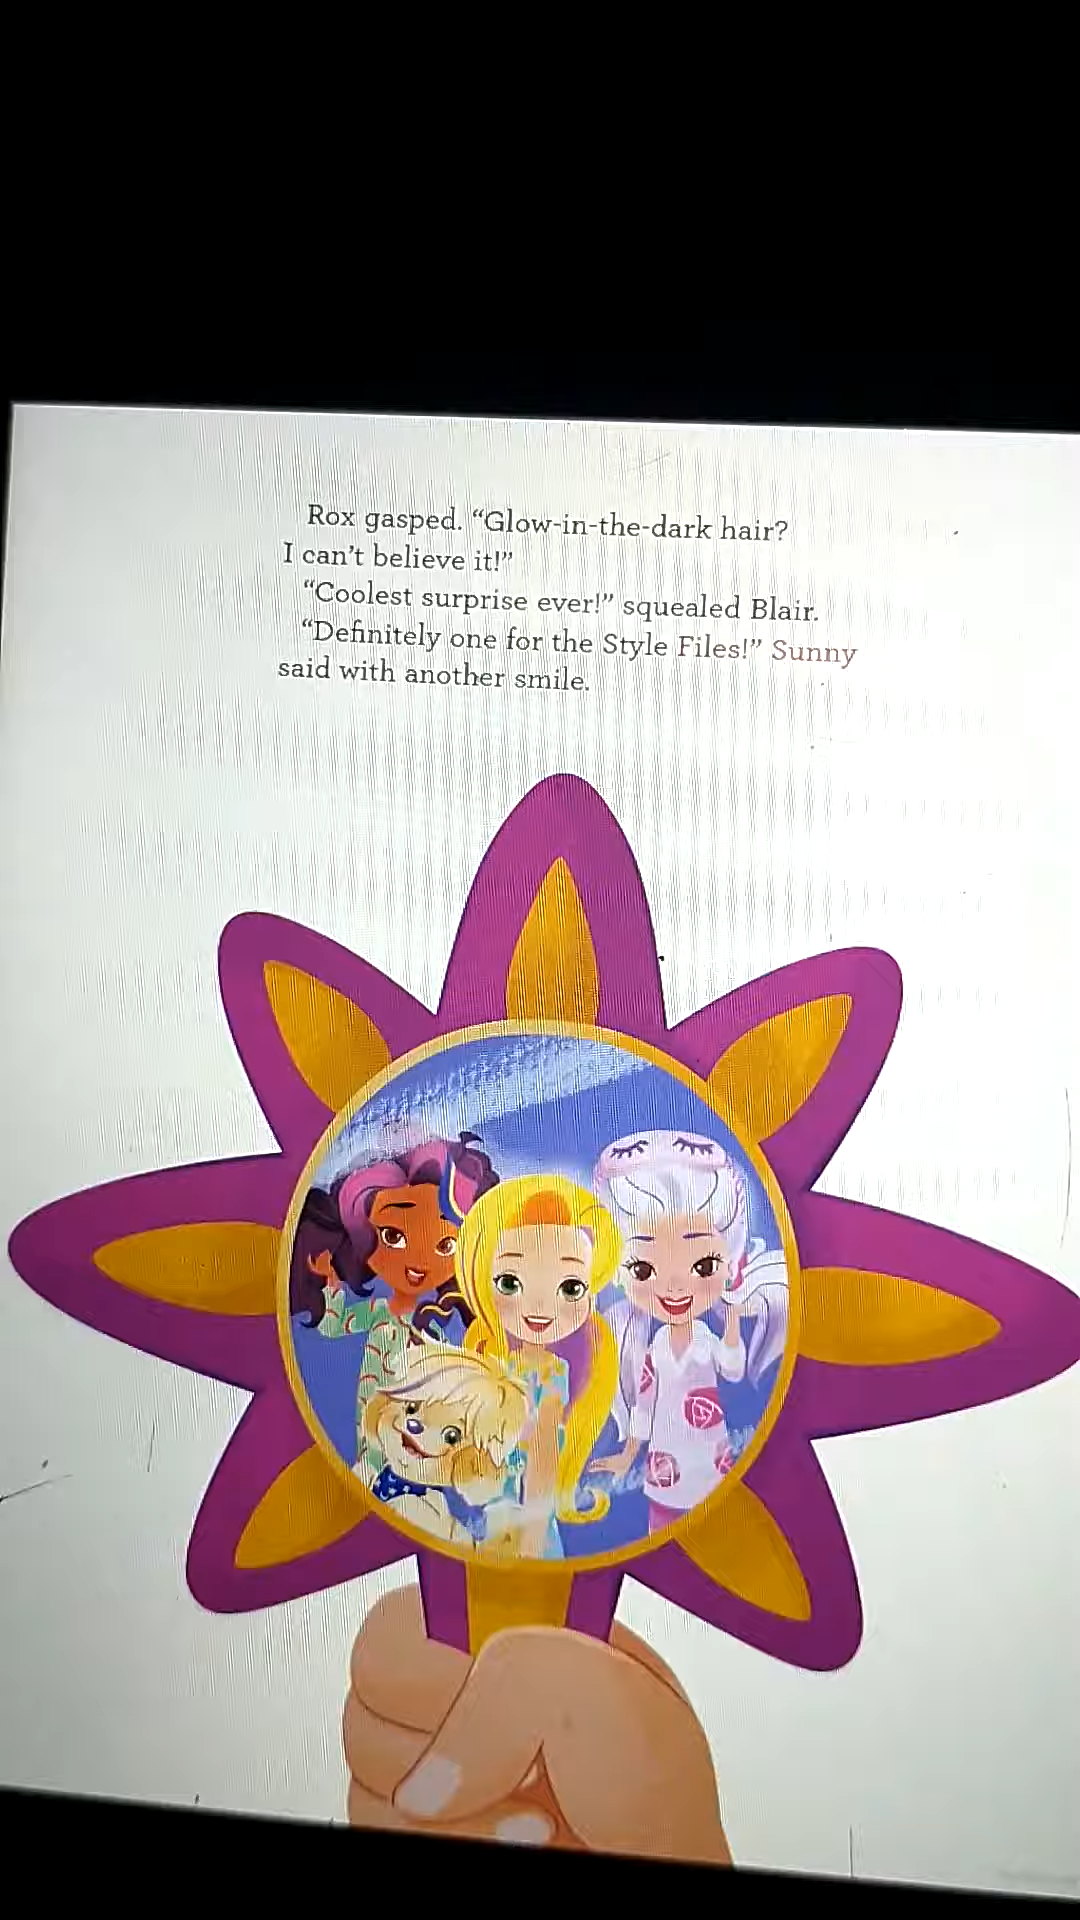 Rox gasped. “Glow-in-the-dark hair?
I can’t believe it!”
“Coolest surprise ever!” squealed Blair.
“Definitely one for the Style Files!” Sunny
said with another smile.